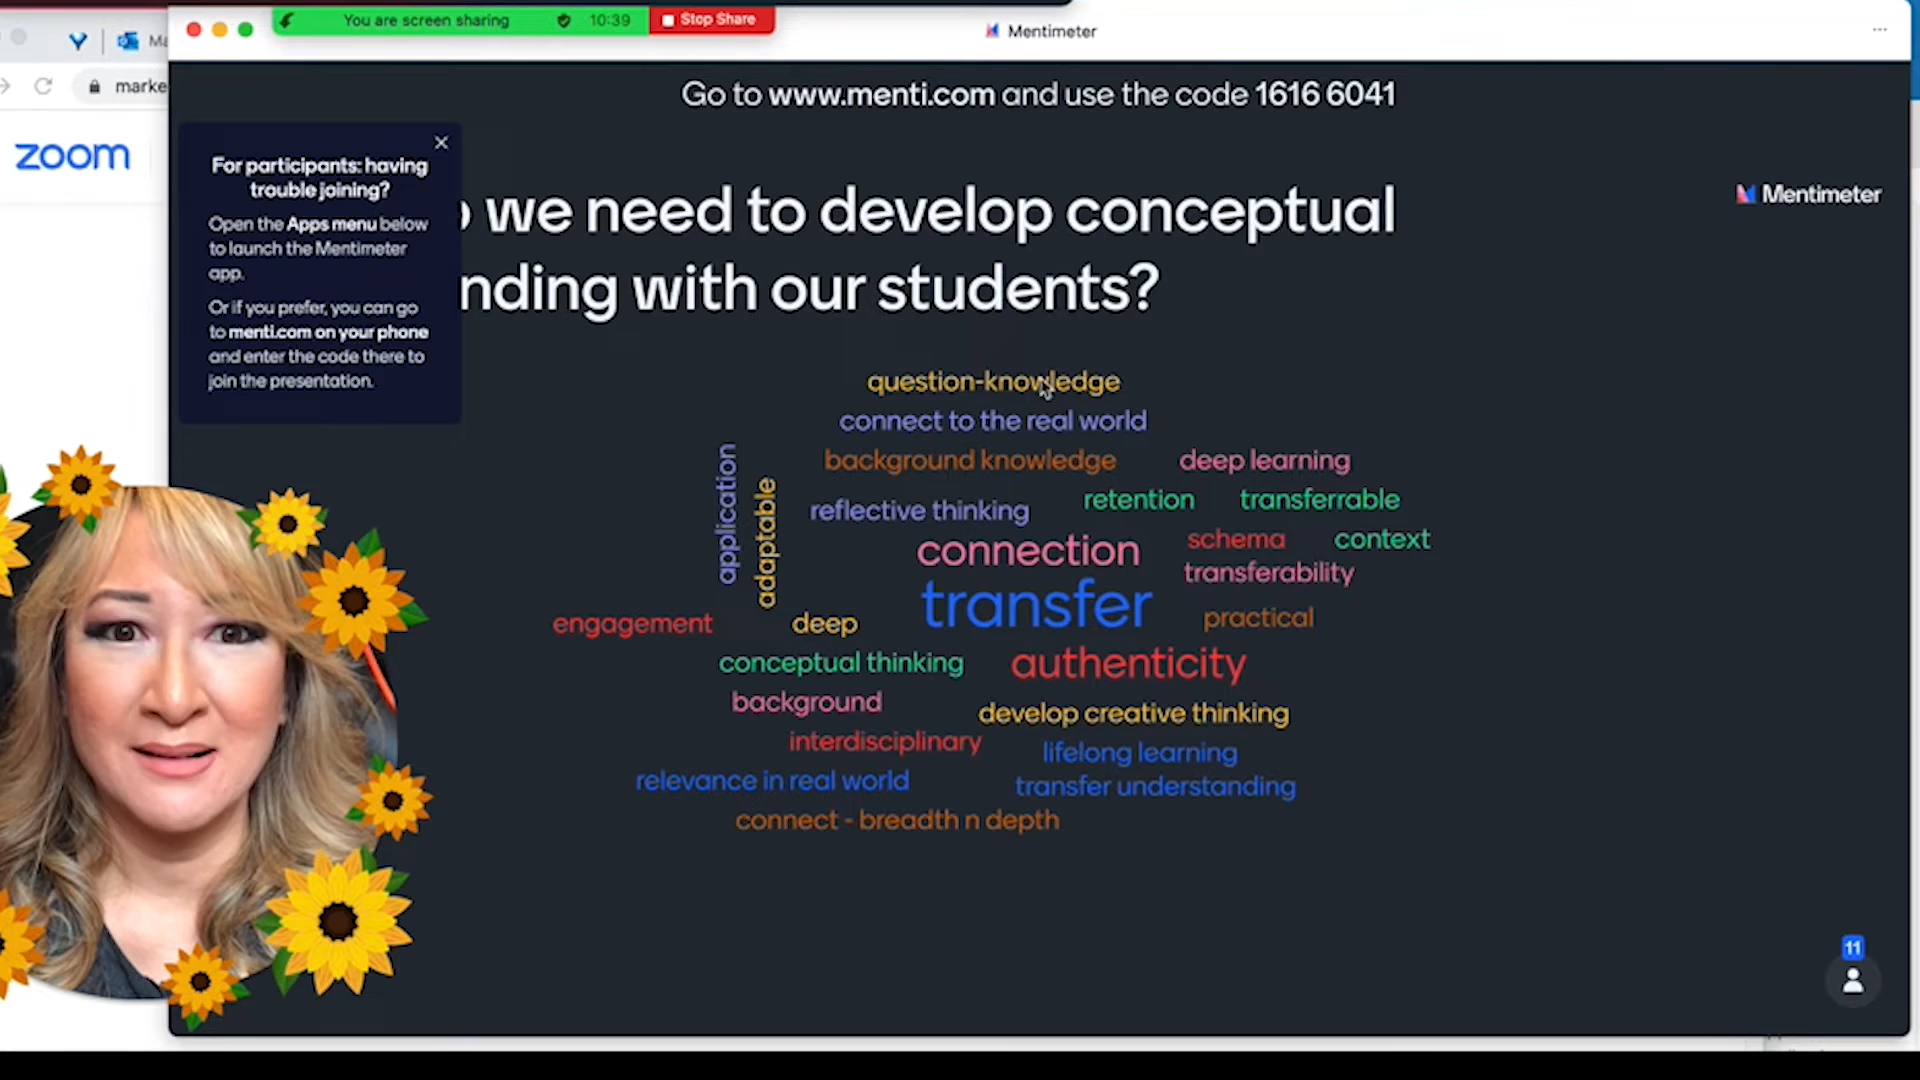 You are screen sharing
10:39
Stop Share
Mentimeter
marke
zoom
Go to www.menti.com and use the code 1616 6041
For participants: having
trouble joining?
Open the Apps menu below
to launch the Mentimeter
app.
Or if you prefer, you can go
to menti.com on your phone
and enter the code there to
join the presentation.
we need to develop conceptual
nding with our students?
Mentimeter
question-knowledge
connect to the real world
background knowledge
deep learning
application
adaptable
reflective thinking
retention
transferrable
connection
schema
context
transferability
transfer
practical
engagement
deep
conceptual thinking
authenticity
background
develop creative thinking
interdisciplinary
lifelong learning
relevance in real world
transfer understanding
connect - breadth n depth
11